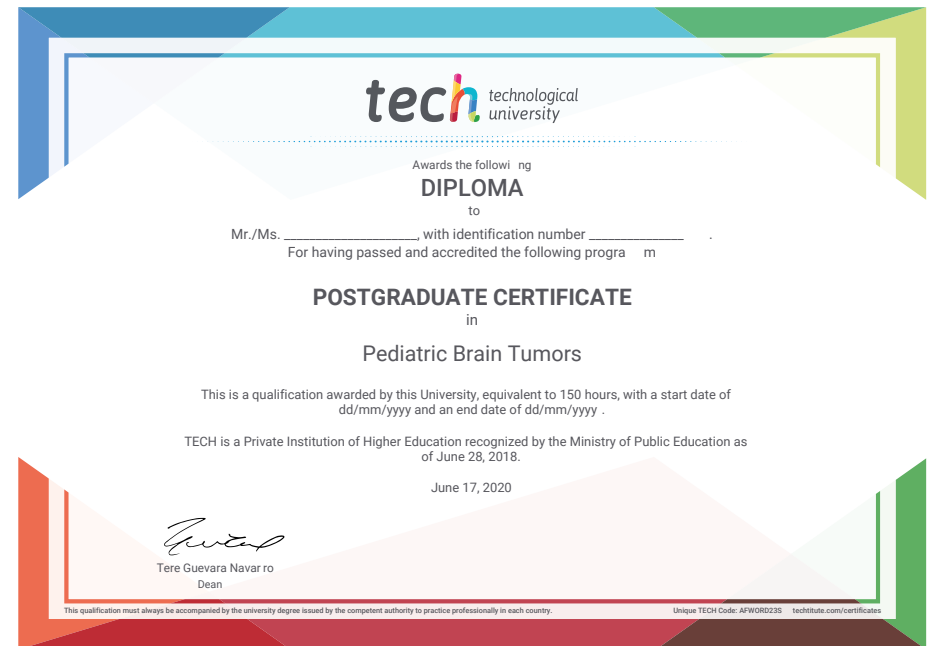 tech technological
university
Awards the followi ng
DIPLOMA
to
Mr./Ms. ____________________, with identification number ______________ .
For having passed and accredited the following progra m
POSTGRADUATE CERTIFICATE
in
Pediatric Brain Tumors
This is a qualification awarded by this University, equivalent to 150 hours, with a start date of
dd/mm/yyyy and an end date of dd/mm/yyyy .
TECH is a Private Institution of Higher Education recognized by the Ministry of Public Education as
of June 28, 2018.
June 17, 2020
Tere Guevara Navar ro
Dean
This qualification must always be accompanied by the university degree issued by the competent authority to practice professionally in each country.
Unique TECH Code: AFWORD23S techtitute.com/certificates